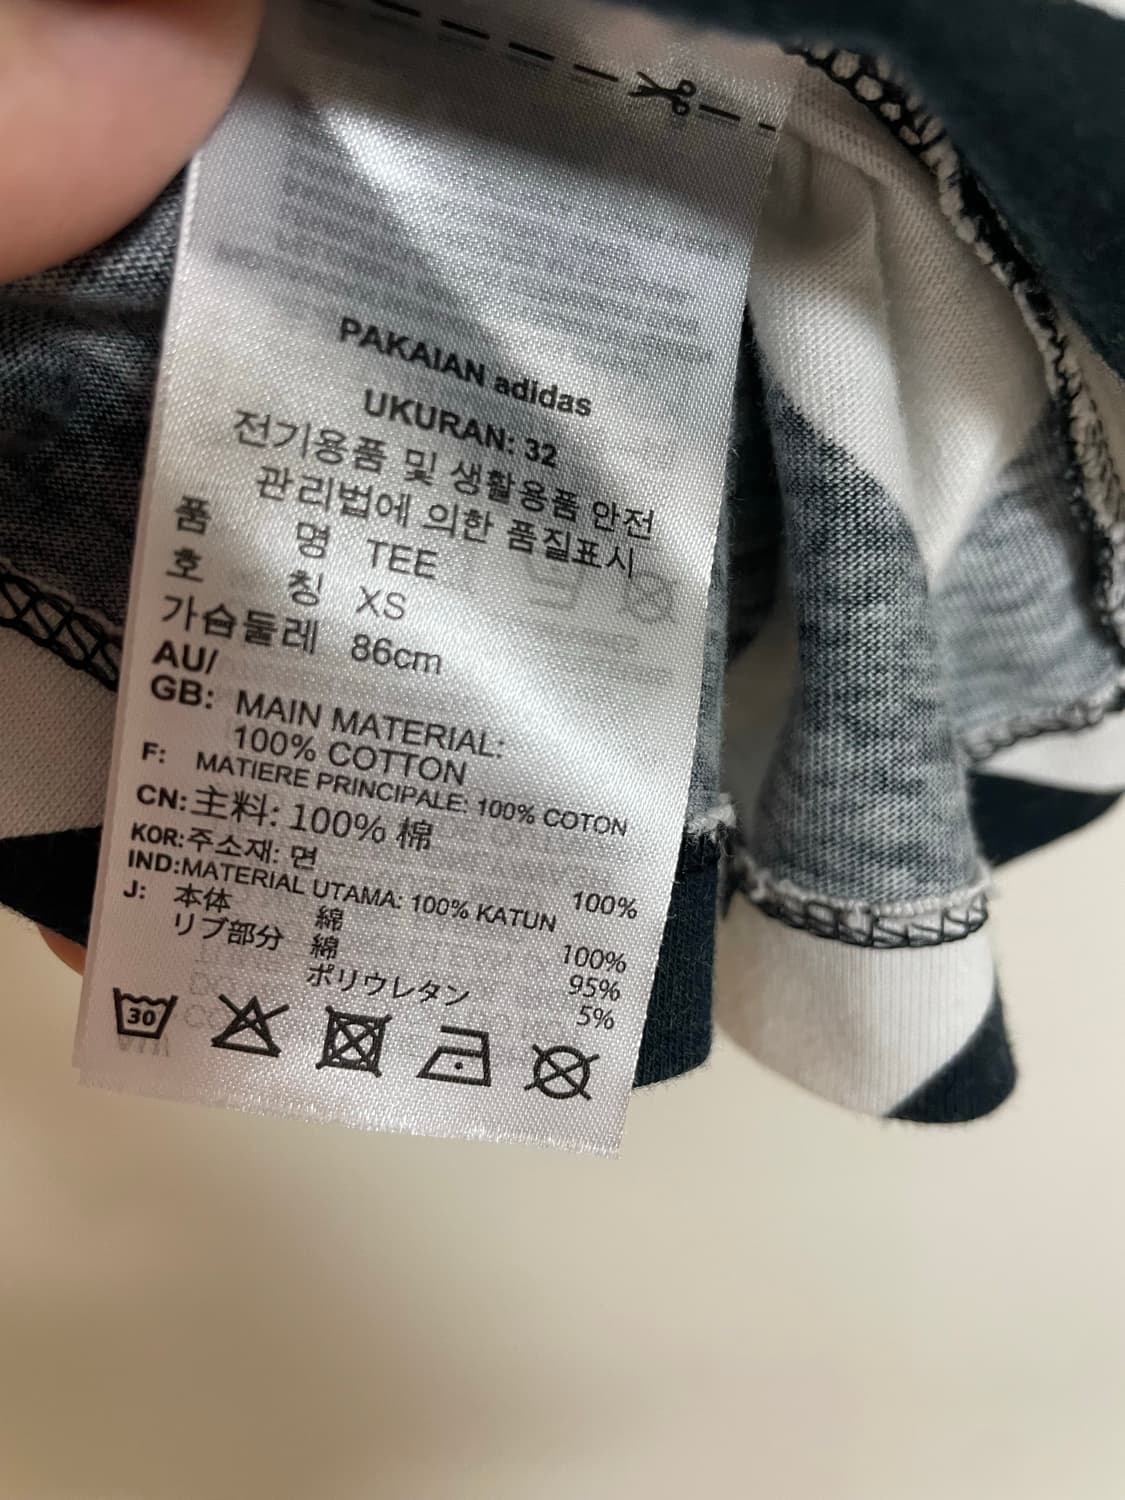 PAKAIAN adidas
UKURAN: 32
전기용품 및 생활용품 안전
관리법에 의한 품질표시
품 명 TEE
호 칭 XS
가슴둘레 86cm
AU/
GB: MAIN MATERIAL:
100% COTTON
F: MATIERE PRINCIPALE: 100% COTON
CN: 主料: 100% 棉
KOR: 주소재: 면 100%
IND: MATERIAL UTAMA: 100% KATUN
J: 本体 綿 100%
リブ部分 綿 95%
ポリウレタン 5%
30